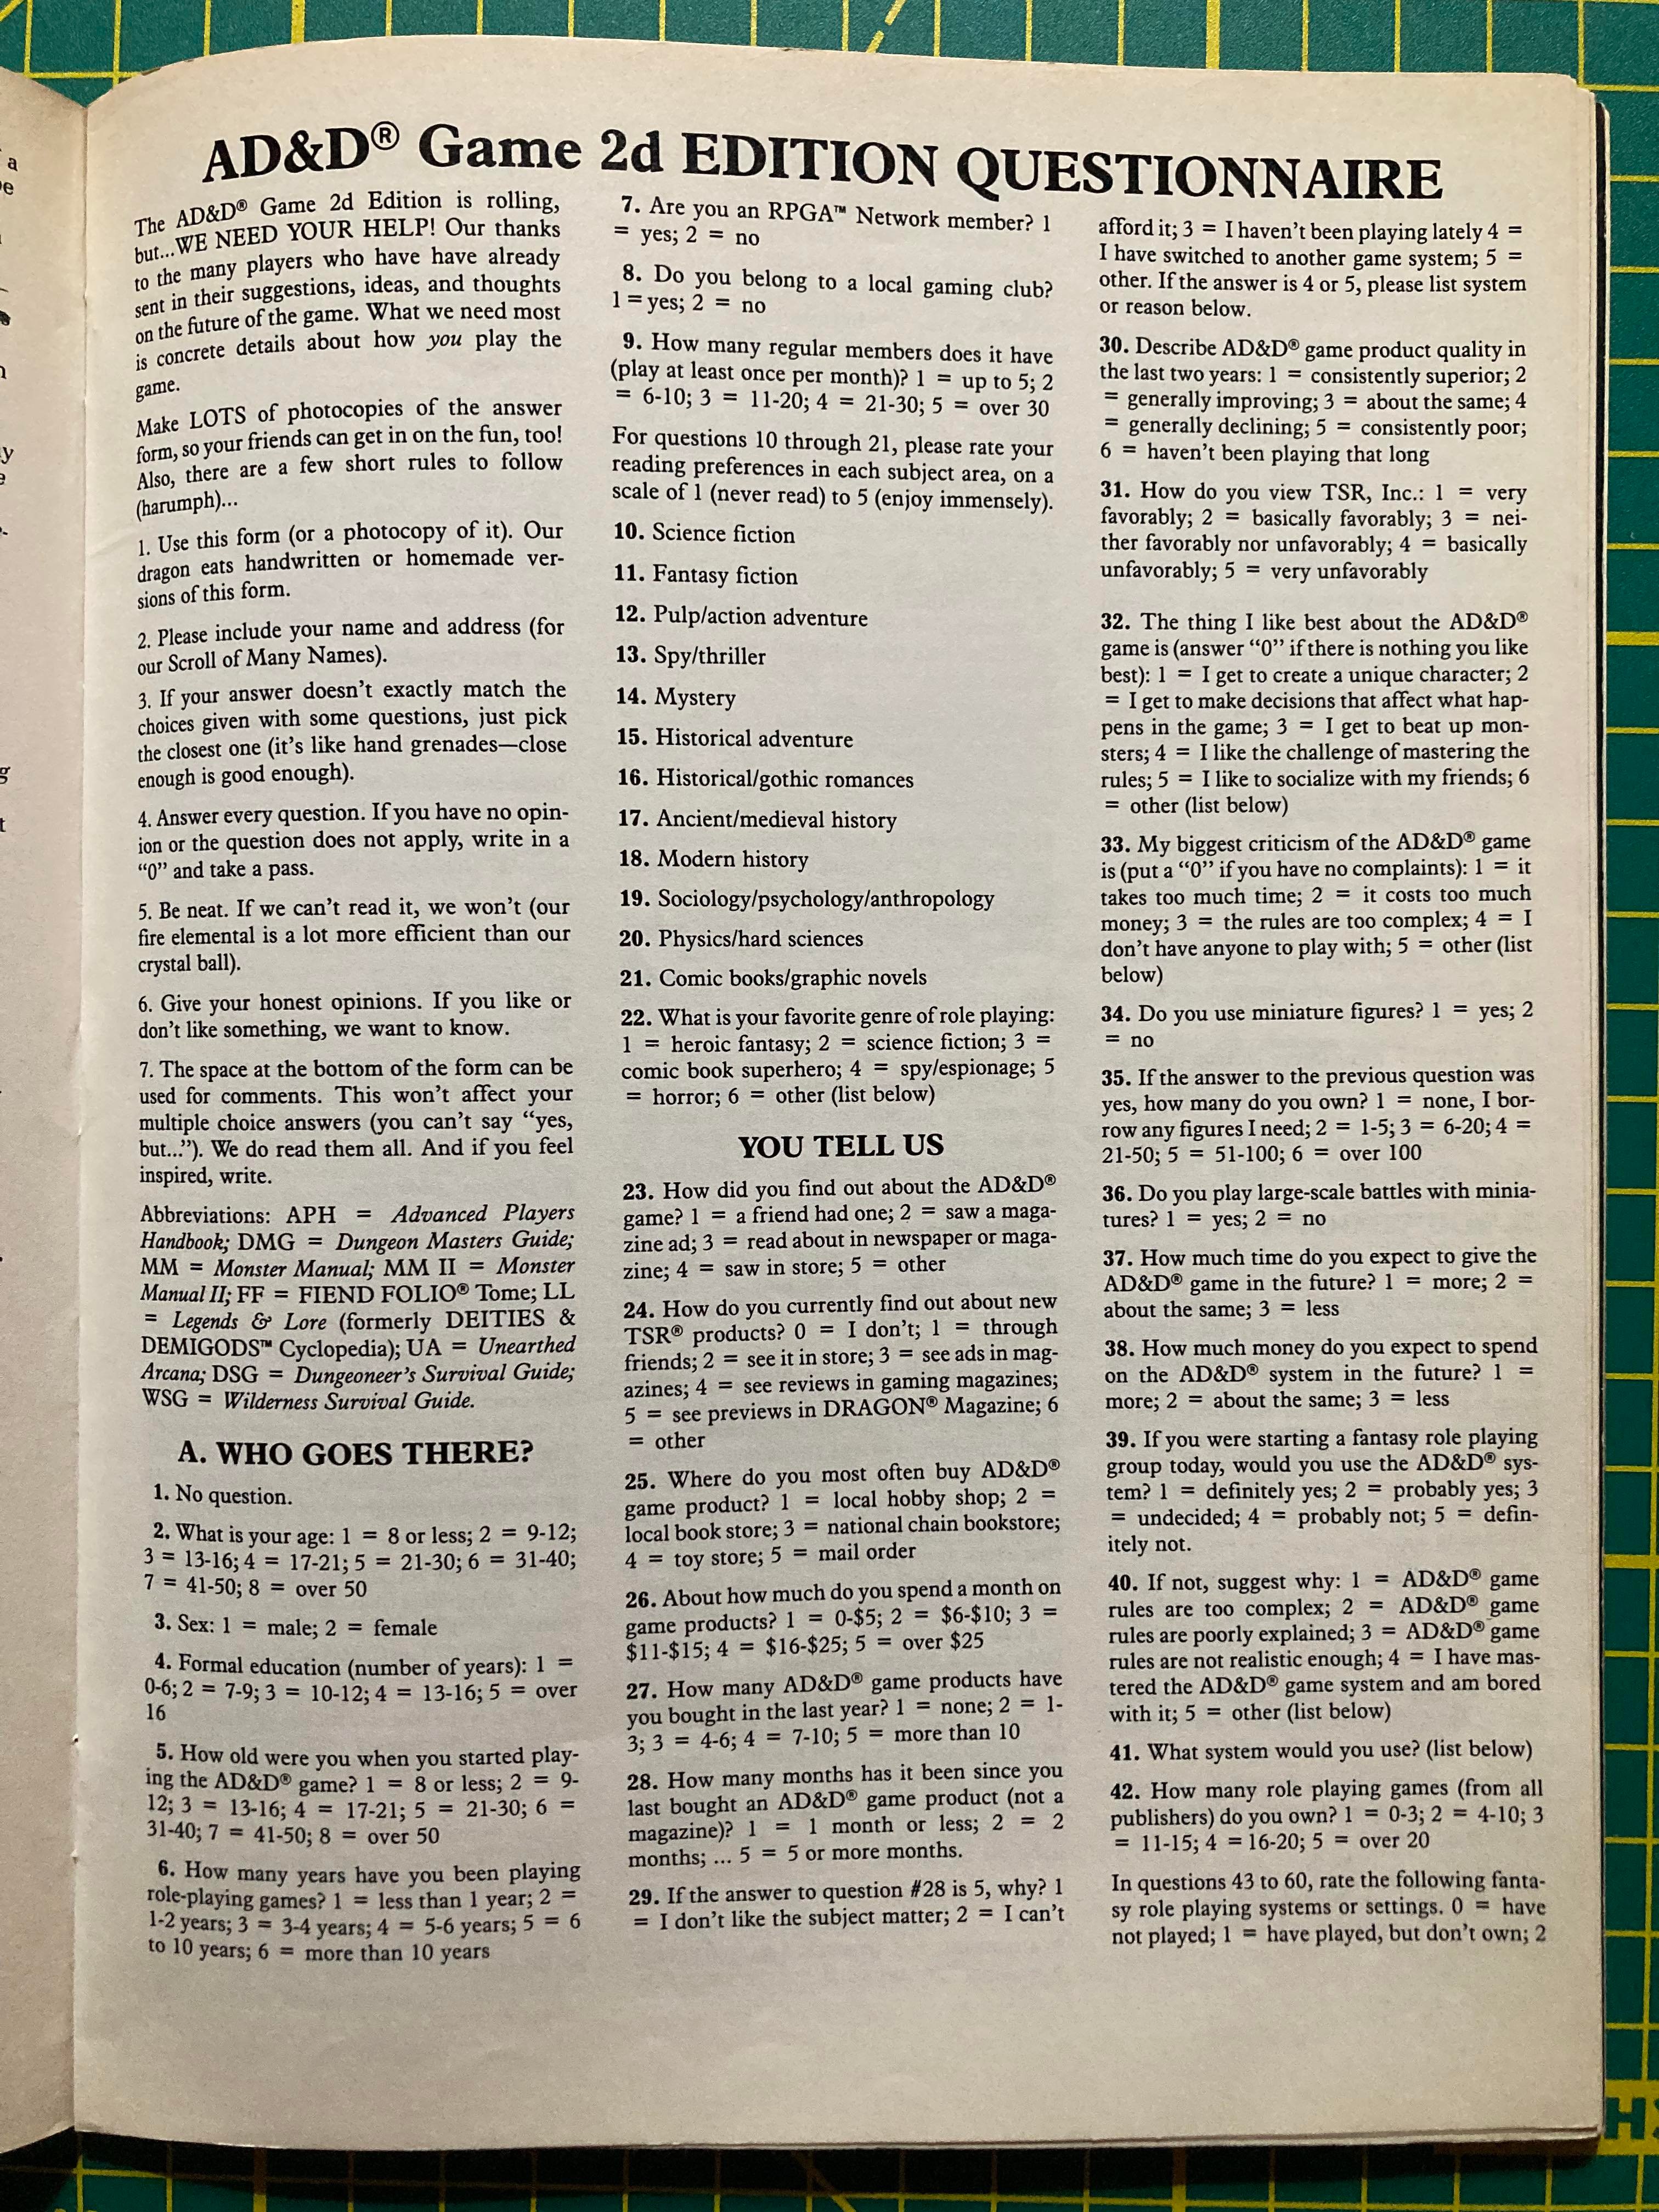 AD&D® Game 2d EDITION QUESTIONNAIRE
The AD&D® Game 2d Edition is rolling,
but...WE NEED YOUR HELP! Our thanks
to the many players who have have already
sent in their suggestions, ideas, and thoughts
on the future of the game. What we need most
is concrete details about how you play the
game.
Make LOTS of photocopies of the answer
form, so your friends can get in on the fun, too!
Also, there are a few short rules to follow
(harumph)...
1. Use this form (or a photocopy of it). Our
dragon eats handwritten or homemade ver-
sions of this form.
2. Please include your name and address (for
our Scroll of Many Names).
3. If your answer doesn't exactly match the
choices given with some questions, just pick
the closest one (it's like hand grenades—close
enough is good enough).
4. Answer every question. If you have no opin-
ion or the question does not apply, write in a
“0” and take a pass.
5. Be neat. If we can't read it, we won't (our
fire elemental is a lot more efficient than our
crystal ball).
6. Give your honest opinions. If you like or
don't like something, we want to know.
7. The space at the bottom of the form can be
used for comments. This won't affect your
multiple choice answers (you can't say “yes,
but...”). We do read them all. And if you feel
inspired, write.
Abbreviations: APH = Advanced Players
Handbook; DMG = Dungeon Masters Guide;
MM = Monster Manual; MM II = Monster
Manual II; FF = FIEND FOLIO® Tome; LL
= Legends & Lore (formerly DEITIES &
DEMIGODS™ Cyclopedia); UA = Unearthed
Arcana; DSG = Dungeoneer's Survival Guide;
WSG = Wilderness Survival Guide.
A. WHO GOES THERE?
1. No question.
2. What is your age: 1 = 8 or less; 2 = 9-12;
3 = 13-16; 4 = 17-21; 5 = 21-30; 6 = 31-40;
7 = 41-50; 8 = over 50
3. Sex: 1 = male; 2 = female
4. Formal education (number of years): 1 =
0-6; 2 = 7-9; 3 = 10-12; 4 = 13-16; 5 = over
16
5. How old were you when you started play-
ing the AD&D® game? 1 = 8 or less; 2 = 9-
12; 3 = 13-16; 4 = 17-21; 5 = 21-30; 6 =
31-40; 7 = 41-50; 8 = over 50
6. How many years have you been playing
role-playing games? 1 = less than 1 year; 2 =
1-2 years; 3 = 3-4 years; 4 = 5-6 years; 5 = 6
to 10 years; 6 = more than 10 years
7. Are you an RPGA™ Network member? 1
= yes; 2 = no
8. Do you belong to a local gaming club?
1 = yes; 2 = no
9. How many regular members does it have
(play at least once per month)? 1 = up to 5; 2
= 6-10; 3 = 11-20; 4 = 21-30; 5 = over 30
For questions 10 through 21, please rate your
reading preferences in each subject area, on a
scale of 1 (never read) to 5 (enjoy immensely).
10. Science fiction
11. Fantasy fiction
12. Pulp/action adventure
13. Spy/thriller
14. Mystery
15. Historical adventure
16. Historical/gothic romances
17. Ancient/medieval history
18. Modern history
19. Sociology/psychology/anthropology
20. Physics/hard sciences
21. Comic books/graphic novels
22. What is your favorite genre of role playing:
1 = heroic fantasy; 2 = science fiction; 3 =
comic book superhero; 4 = spy/espionage; 5
= horror; 6 = other (list below)
YOU TELL US
23. How did you find out about the AD&D®
game? 1 = a friend had one; 2 = saw a maga-
zine ad; 3 = read about in newspaper or maga-
zine; 4 = saw in store; 5 = other
24. How do you currently find out about new
TSR® products? 0 = I don't; 1 = through
friends; 2 = see it in store; 3 = see ads in mag-
azines; 4 = see reviews in gaming magazines;
5 = see previews in DRAGON® Magazine; 6
= other
25. Where do you most often buy AD&D®
game product? 1 = local hobby shop; 2 =
local book store; 3 = national chain bookstore;
4 = toy store; 5 = mail order
26. About how much do you spend a month on
game products? 1 = 0-$5; 2 = $6-$10; 3 =
$11-$15; 4 = $16-$25; 5 = over $25
27. How many AD&D® game products have
you bought in the last year? 1 = none; 2 = 1-
3; 3 = 4-6; 4 = 7-10; 5 = more than 10
28. How many months has it been since you
last bought an AD&D® game product (not a
magazine)? 1 = 1 month or less; 2 = 2
months; ... 5 = 5 or more months.
29. If the answer to question #28 is 5, why? 1
= I don't like the subject matter; 2 = I can't
afford it; 3 = I haven't been playing lately 4 =
I have switched to another game system; 5 =
other. If the answer is 4 or 5, please list system
or reason below.
30. Describe AD&D® game product quality in
the last two years: 1 = consistently superior; 2
= generally improving; 3 = about the same; 4
= generally declining; 5 = consistently poor;
6 = haven't been playing that long
31. How do you view TSR, Inc.: 1 = very
favorably; 2 = basically favorably; 3 = nei-
ther favorably nor unfavorably; 4 = basically
unfavorably; 5 = very unfavorably
32. The thing I like best about the AD&D®
game is (answer “0” if there is nothing you like
best): 1 = I get to create a unique character; 2
= I get to make decisions that affect what hap-
pens in the game; 3 = I get to beat up mon-
sters; 4 = I like the challenge of mastering the
rules; 5 = I like to socialize with my friends; 6
= other (list below)
33. My biggest criticism of the AD&D® game
is (put a “0” if you have no complaints): 1 = it
takes too much time; 2 = it costs too much
money; 3 = the rules are too complex; 4 = I
don't have anyone to play with; 5 = other (list
below)
34. Do you use miniature figures? 1 = yes; 2
= no
35. If the answer to the previous question was
yes, how many do you own? 1 = none, I bor-
row any figures I need; 2 = 1-5; 3 = 6-20; 4 =
21-50; 5 = 51-100; 6 = over 100
36. Do you play large-scale battles with minia-
tures? 1 = yes; 2 = no
37. How much time do you expect to give the
AD&D® game in the future? 1 = more; 2 =
about the same; 3 = less
38. How much money do you expect to spend
on the AD&D® system in the future? 1 =
more; 2 = about the same; 3 = less
39. If you were starting a fantasy role playing
group today, would you use the AD&D® sys-
tem? 1 = definitely yes; 2 = probably yes; 3
= undecided; 4 = probably not; 5 = defin-
itely not.
40. If not, suggest why: 1 = AD&D® game
rules are too complex; 2 = AD&D® game
rules are poorly explained; 3 = AD&D® game
rules are not realistic enough; 4 = I have mas-
tered the AD&D® game system and am bored
with it; 5 = other (list below)
41. What system would you use? (list below)
42. How many role playing games (from all
publishers) do you own? 1 = 0-3; 2 = 4-10; 3
= 11-15; 4 = 16-20; 5 = over 20
In questions 43 to 60, rate the following fanta-
sy role playing systems or settings. 0 = have
not played; 1 = have played, but don't own; 2